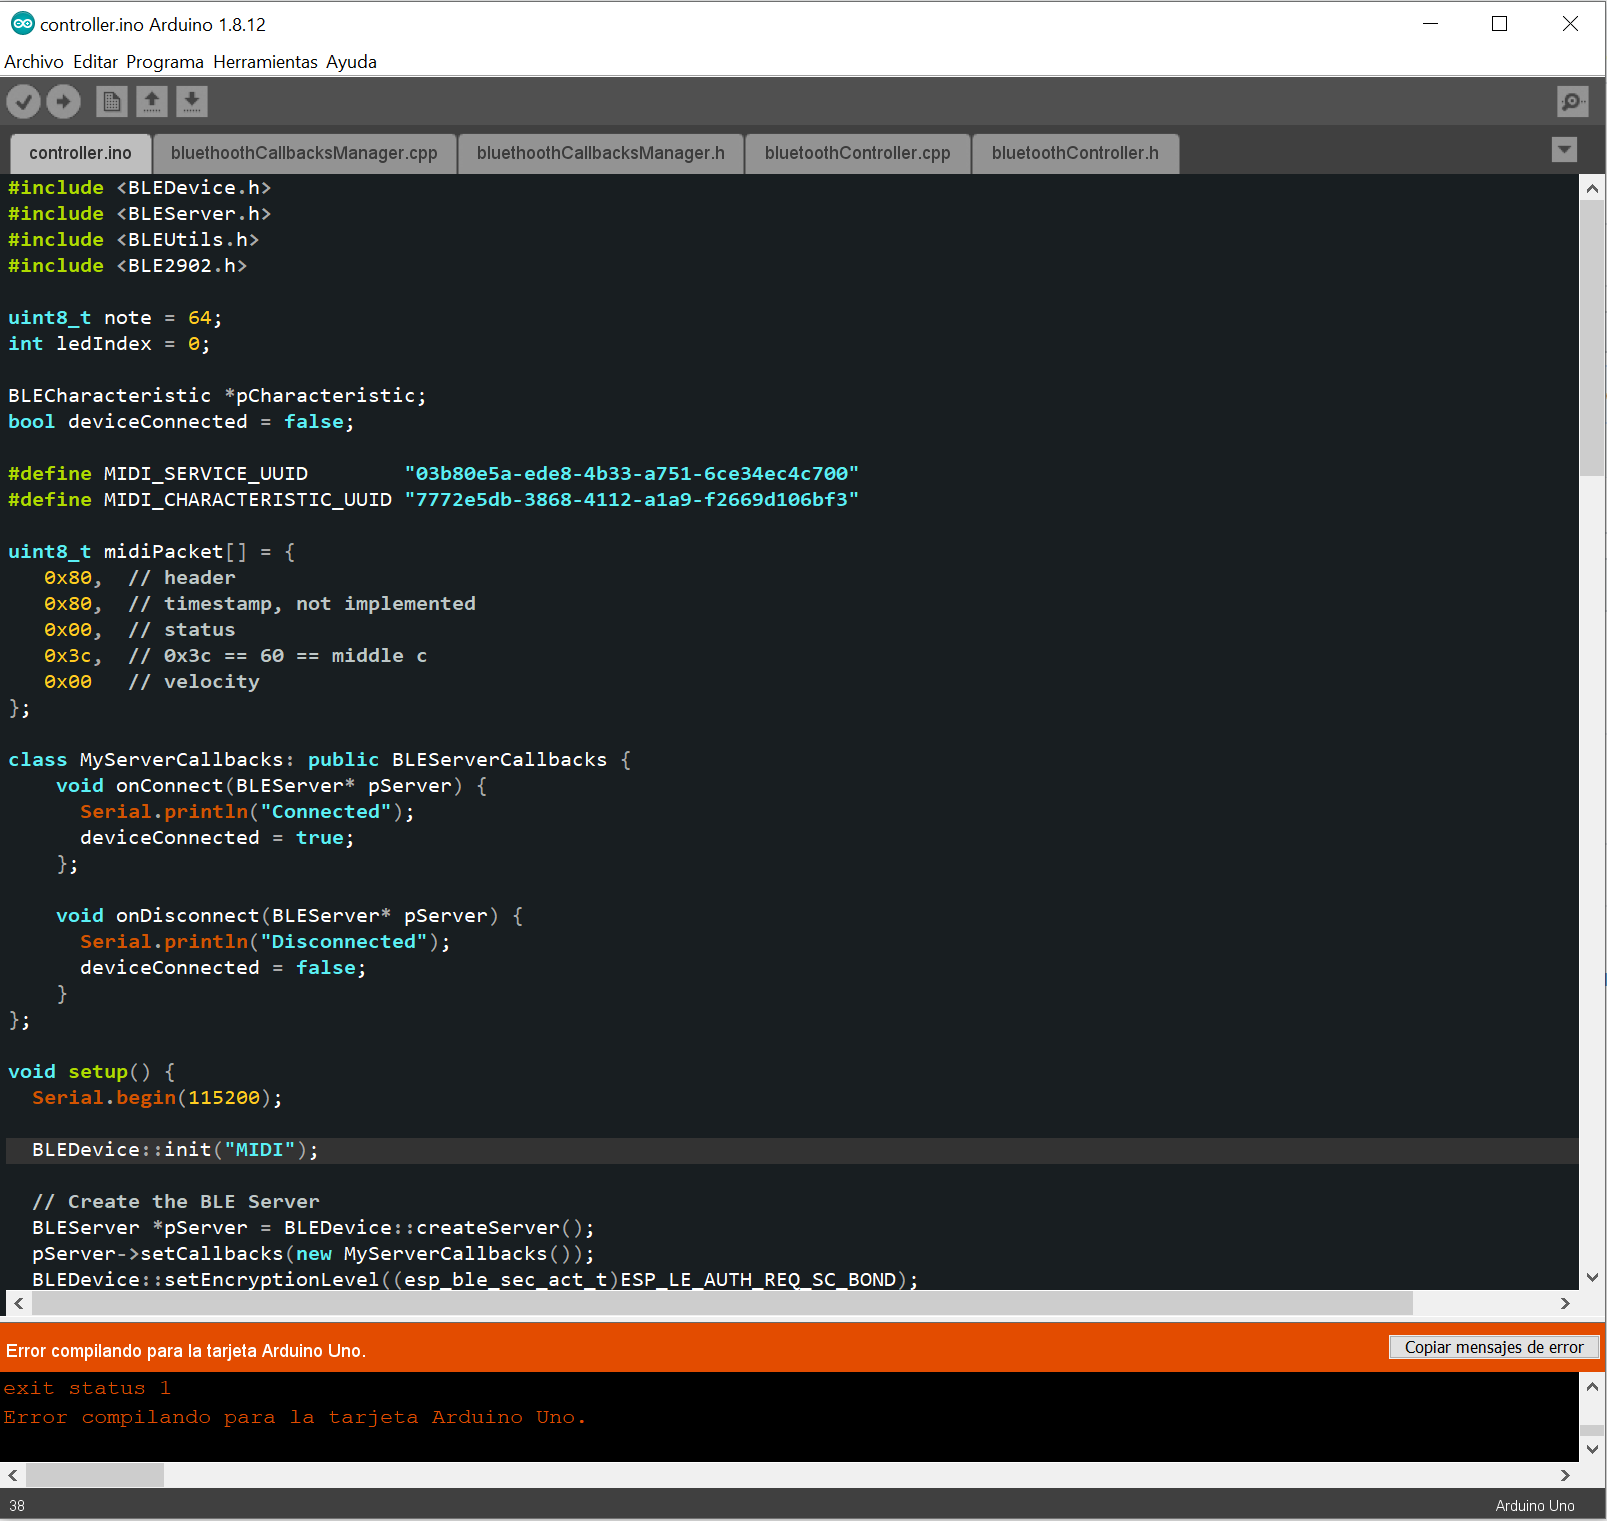 controller.ino Arduino 1.8.12
Archivo Editar Programa Herramientas Ayuda
controller.ino bluethoothCallbacksManager.cpp bluethoothCallbacksManager.h bluetoothController.cpp bluetoothController.h
#include <BLEDevice.h>
#include <BLEServer.h>
#include <BLEUtils.h>
#include <BLE2902.h>
uint8_t note = 64;
int ledIndex = 0;
BLECharacteristic *pCharacteristic;
bool deviceConnected = false;
#define MIDI_SERVICE_UUID        "03b80e5a-ede8-4b33-a751-6ce34ec4c700"
#define MIDI_CHARACTERISTIC_UUID "7772e5db-3868-4112-a1a9-f2669d106bf3"
uint8_t midiPacket[] = {
   0x80,  // header
   0x80,  // timestamp, not implemented
   0x00,  // status
   0x3c,  // 0x3c == 60 == middle c
   0x00   // velocity
};
class MyServerCallbacks: public BLEServerCallbacks {
    void onConnect(BLEServer* pServer) {
      Serial.println("Connected");
      deviceConnected = true;
    };
    void onDisconnect(BLEServer* pServer) {
      Serial.println("Disconnected");
      deviceConnected = false;
    }
};
void setup() {
  Serial.begin(115200);
  BLEDevice::init("MIDI");
  // Create the BLE Server
  BLEServer *pServer = BLEDevice::createServer();
  pServer->setCallbacks(new MyServerCallbacks());
  BLEDevice::setEncryptionLevel((esp_ble_sec_act_t)ESP_LE_AUTH_REQ_SC_BOND);
Error compilando para la tarjeta Arduino Uno.
Copiar mensajes de error
exit status 1
Error compilando para la tarjeta Arduino Uno.
38
Arduino Uno